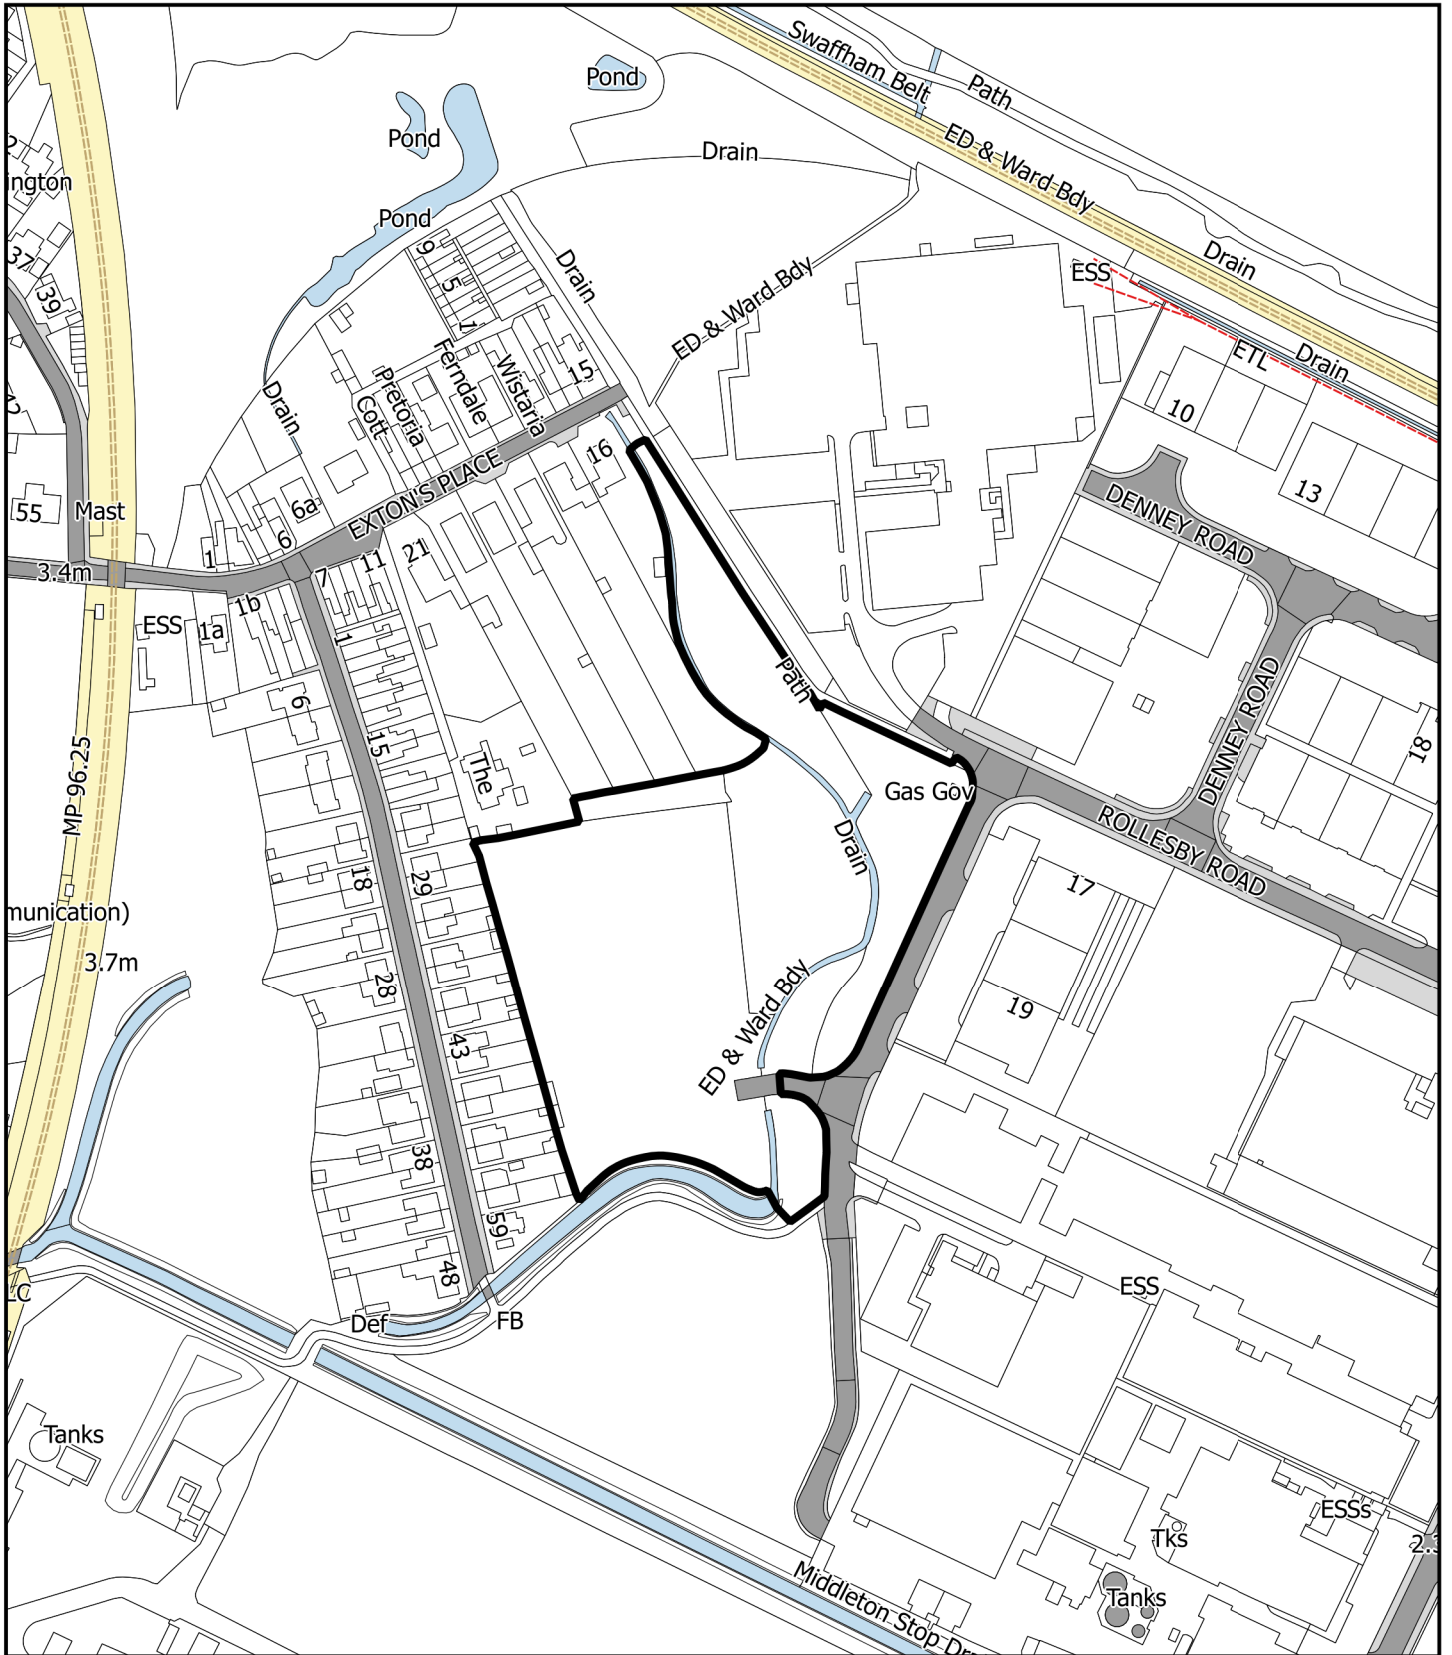 Swaffham Belt
Path
Pond
Pond
Drain
ED & Ward Bdy
ington
Pond
37
39
9
5
1
Drain
Drain
ED & Ward Bdy
ESS
ETL
Drain
Ferndale
Wistaria
15
Pretoria
Cott
Drain
10
13
16
55
Mast
6a
EXTON'S PLACE
DENNEY ROAD
3.4m
1
6
7
11
21
ESS
1a
1b
1
6
15
Path
The
DENNEY ROAD
18
MP 96.25
Gas Gov
ROLLESBY ROAD
Drain
18
29
17
munication)
3.7m
28
19
43
ED & Ward Bdy
38
59
48
LC
Def
FB
ESS
Tanks
ESSs
Tks
Tanks
Middleton Stop Dr